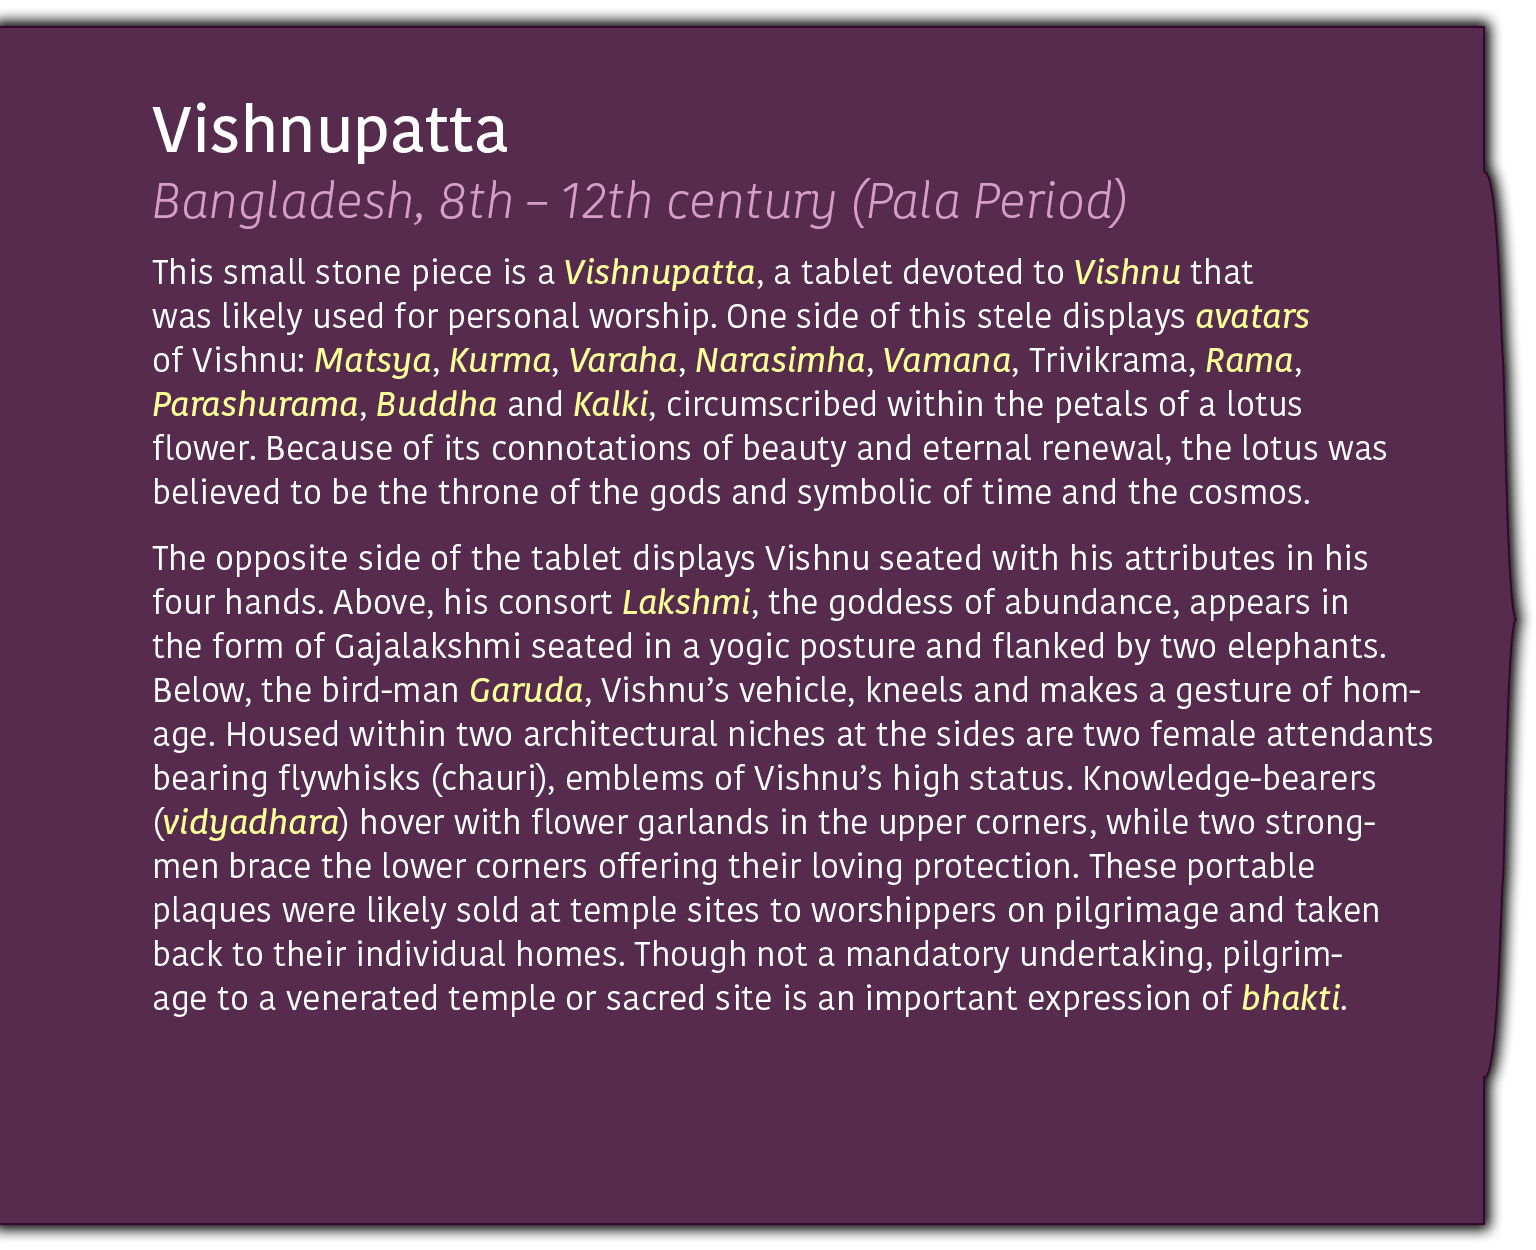 Vishnupatta
Bangladesh, 8th – 12th century (Pala Period)
This small stone piece is a Vishnupatta, a tablet devoted to Vishnu that
was likely used for personal worship. One side of this stele displays avatars
of Vishnu: Matsya, Kurma, Varaha, Narasimha, Vamana, Trivikrama, Rama,
Parashurama, Buddha and Kalki, circumscribed within the petals of a lotus
flower. Because of its connotations of beauty and eternal renewal, the lotus was
believed to be the throne of the gods and symbolic of time and the cosmos.
The opposite side of the tablet displays Vishnu seated with his attributes in his
four hands. Above, his consort Lakshmi, the goddess of abundance, appears in
the form of Gajalakshmi seated in a yogic posture and flanked by two elephants.
Below, the bird-man Garuda, Vishnu’s vehicle, kneels and makes a gesture of hom-
age. Housed within two architectural niches at the sides are two female attendants
bearing flywhisks (chauri), emblems of Vishnu’s high status. Knowledge-bearers
(vidyadhara) hover with flower garlands in the upper corners, while two strong-
men brace the lower corners offering their loving protection. These portable
plaques were likely sold at temple sites to worshippers on pilgrimage and taken
back to their individual homes. Though not a mandatory undertaking, pilgrim-
age to a venerated temple or sacred site is an important expression of bhakti.